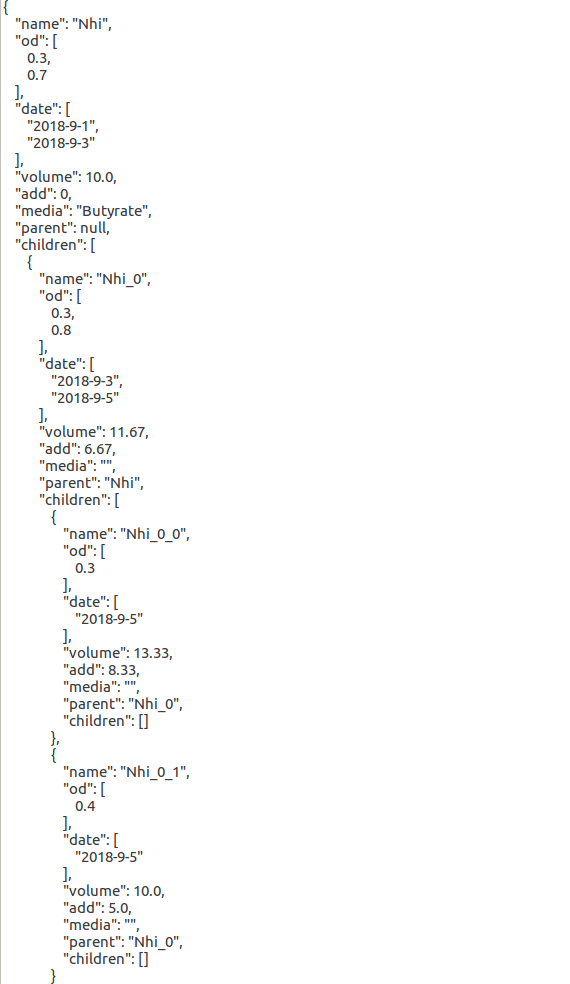 {
"name": "Nhi",
"od": [
0.3,
0.7
],
"date": [
"2018-9-1",
"2018-9-3"
],
"volume": 10.0,
"add": 0,
"media": "Butyrate",
"parent": null,
"children": [
{
"name": "Nhi_0",
"od": [
0.3,
0.8
],
"date": [
"2018-9-3",
"2018-9-5"
],
"volume": 11.67,
"add": 6.67,
"media": "",
"parent": "Nhi",
"children": [
{
"name": "Nhi_0_0",
"od": [
0.3
],
"date": [
"2018-9-5"
],
"volume": 13.33,
"add": 8.33,
"media": "",
"parent": "Nhi_0",
"children": []
},
{
"name": "Nhi_0_1",
"od": [
0.4
],
"date": [
"2018-9-5"
],
"volume": 10.0,
"add": 5.0,
"media": "",
"parent": "Nhi_0",
"children": []
}